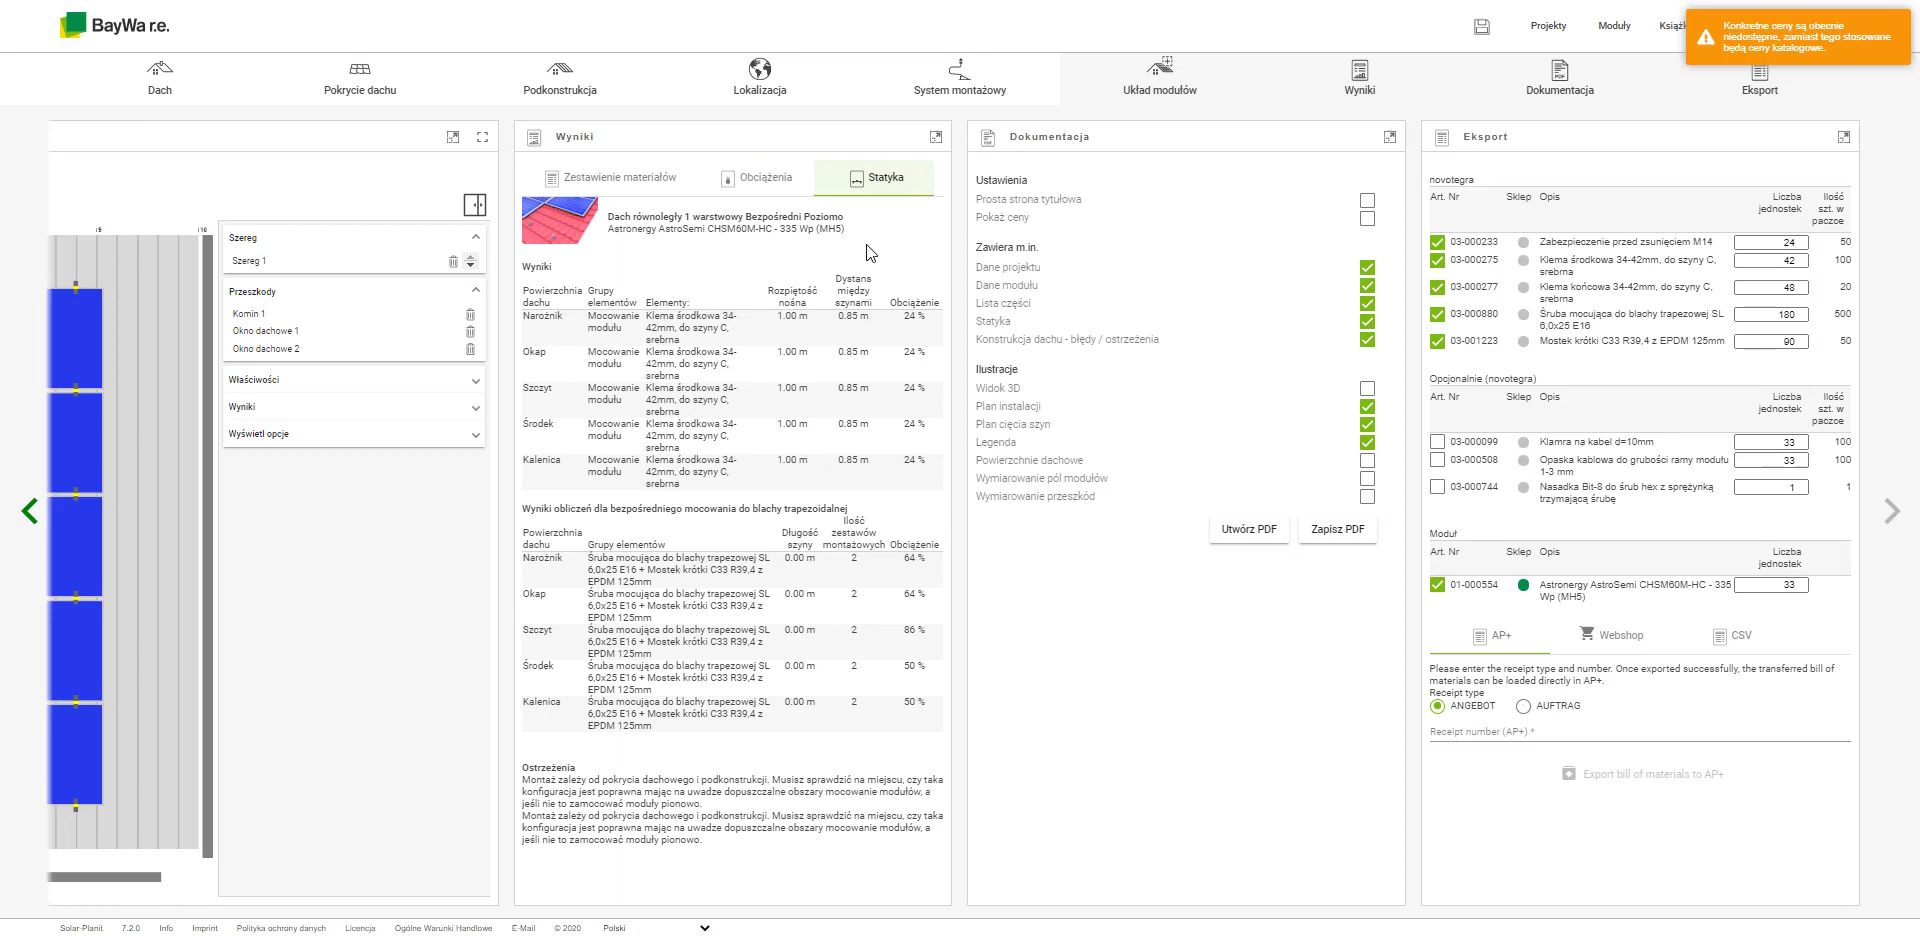 BayWa r.e.
Projekty
Moduły
Książk
Konkretne ceny są obecnie
niedostępne, zamiast tego stosowane
będą ceny katalogowe.
Dach
Pokrycie dachu
Podkonstrukcja
Lokalizacja
System montażowy
Układ modułów
Wyniki
Dokumentacja
Eksport
8
10
Szereg
Szereg 1
Przeszkody
Komin 1
Okno dachowe 1
Okno dachowe 2
Właściwości
Wyniki
Wyświetl opcje
Wyniki
Zestawienie materiałów
Obciążenia
Statyka
Dach równoległy 1 warstwowy Bezpośredni Poziomo
Astronergy AstroSemi CHSM60M-HC - 335 Wp (MH5)
Wyniki
Powierzchnia dachu Grupy elementów Elementy: Rozpiętość nośna Dystans między szynami Obciążenie
Narożnik Mocowanie modułu Klema środkowa 34- 1.00 m 0.85 m 24 %
42mm, do szyny C,
srebrna
Okap Mocowanie modułu Klema środkowa 34- 1.00 m 0.85 m 24 %
42mm, do szyny C,
srebrna
Szczyt Mocowanie modułu Klema środkowa 34- 1.00 m 0.85 m 24 %
42mm, do szyny C,
srebrna
Środek Mocowanie modułu Klema środkowa 34- 1.00 m 0.85 m 24 %
42mm, do szyny C,
srebrna
Kalenica Mocowanie modułu Klema środkowa 34- 1.00 m 0.85 m 24 %
42mm, do szyny C,
srebrna
Wyniki obliczeń dla bezpośredniego mocowania do blachy trapezoidalnej
Powierzchnia dachu Grupy elementów Długość szyny Ilość zestawów montażowych Obciążenie
Narożnik Śruba mocująca do blachy trapezowej SL 0.00 m 2 64 %
6,0x25 E16 + Mostek krótki C33 R39,4 z
EPDM 125mm
Okap Śruba mocująca do blachy trapezowej SL 0.00 m 2 64 %
6,0x25 E16 + Mostek krótki C33 R39,4 z
EPDM 125mm
Szczyt Śruba mocująca do blachy trapezowej SL 0.00 m 2 86 %
6,0x25 E16 + Mostek krótki C33 R39,4 z
EPDM 125mm
Środek Śruba mocująca do blachy trapezowej SL 0.00 m 2 50 %
6,0x25 E16 + Mostek krótki C33 R39,4 z
EPDM 125mm
Kalenica Śruba mocująca do blachy trapezowej SL 0.00 m 2 50 %
6,0x25 E16 + Mostek krótki C33 R39,4 z
EPDM 125mm
Ostrzeżenia
Montaż zależy od pokrycia dachowego i podkonstrukcji. Musisz sprawdzić na miejscu, czy taka
konfiguracja jest poprawna mając na uwadze dopuszczalne obszary mocowanie modułów, a
jeśli nie to zamocować moduły pionowo.
Montaż zależy od pokrycia dachowego i podkonstrukcji. Musisz sprawdzić na miejscu, czy taka
konfiguracja jest poprawna mając na uwadze dopuszczalne obszary mocowanie modułów, a
jeśli nie to zamocować moduły pionowo.
Dokumentacja
Ustawienia
Prosta strona tytułowa
Pokaż ceny
Zawiera m.in.
Dane projektu
Dane modułu
Lista części
Statyka
Konstrukcja dachu - błędy / ostrzeżenia
Ilustracje
Widok 3D
Plan instalacji
Plan cięcia szyn
Legenda
Powierzchnie dachowe
Wymiarowanie pól modułów
Wymiarowanie przeszkód
Utwórz PDF
Zapisz PDF
Eksport
novotegra
Art. Nr Sklep Opis Liczba jednostek Ilość szt. w paczce
03-000233 Zabezpieczenie przed zsunięciem M14 24 50
03-000275 Klema środkowa 34-42mm, do szyny C, 42 100
srebrna
03-000277 Klema końcowa 34-42mm, do szyny C, 48 20
srebrna
03-000880 Śruba mocująca do blachy trapezowej SL 180 500
6,0x25 E16
03-001223 Mostek krótki C33 R39,4 z EPDM 125mm 90 50
Opcjonalnie (novotegra)
Art. Nr Sklep Opis Liczba jednostek Ilość szt. w paczce
03-000099 Klamra na kabel d=10mm 33 100
03-000508 Opaska kablowa do grubości ramy modułu 33 100
1-3 mm
03-000744 Nasadka Bit-8 do śrub hex z sprężynką 1 1
trzymającą śrubę
Moduł
Art. Nr Sklep Opis Liczba jednostek
01-000554 Astronergy AstroSemi CHSM60M-HC - 335 33
Wp (MH5)
AP+
Webshop
CSV
Please enter the receipt type and number. Once exported successfully, the transferred bill of
materials can be loaded directly in AP+.
Receipt type
ANGEBOT AUFTRAG
Receipt number (AP+) *
Export bill of materials to AP+
Solar-Planit 7.2.0 Info Imprint Polityka ochrony danych Licencja Ogólne Warunki Handlowe E-Mail © 2020 Polski